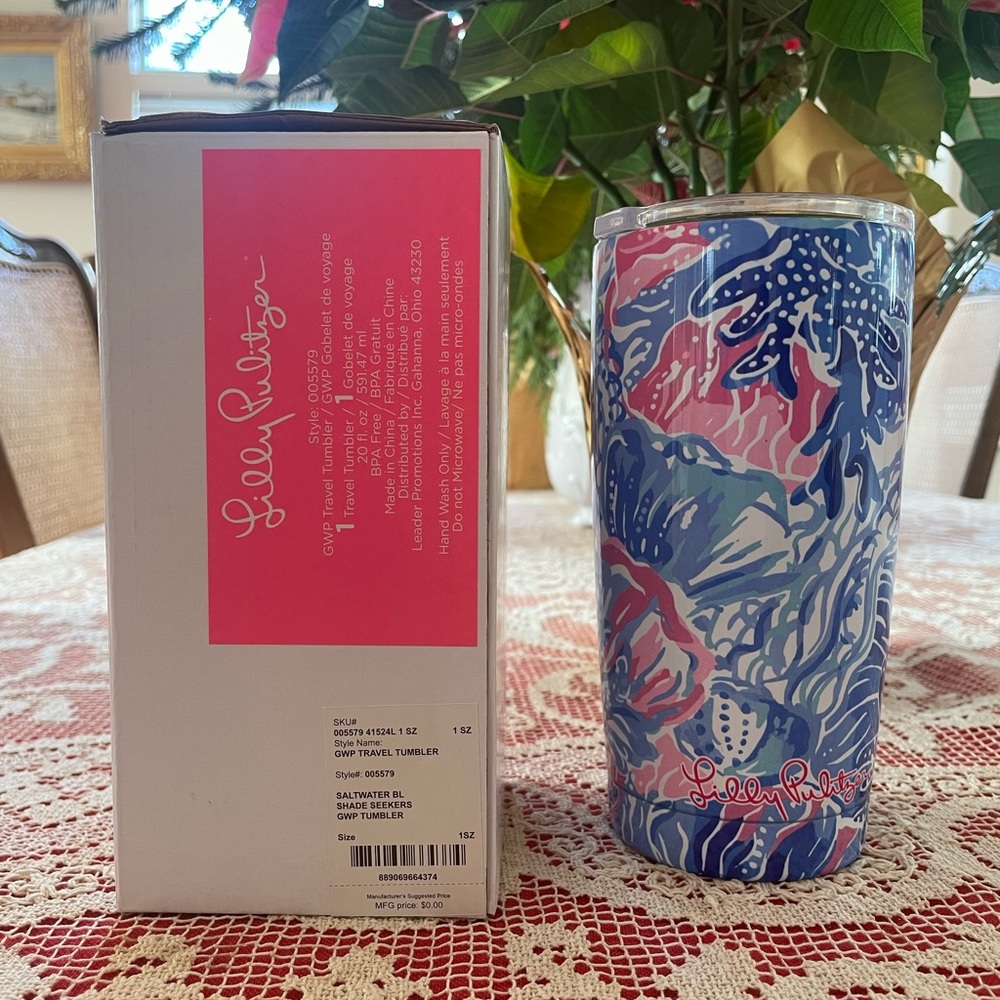 Lilly Pulitzer
Style: 005579
GWP Travel Tumbler / GWP Gobelet de voyage
1 Travel Tumbler / 1 Gobelet de voyage
20 fl. oz / 591.47 ml
BPA Free / BPA Gratuit
Made in China / Fabriqué en Chine
Distributed by / Distribué par:
Leader Promotions Inc. Gahanna, Ohio 43230
Hand Wash Only / Lavage à la main seulement
Do not Microwave/ Ne pas micro-ondes
SKU#
005579 41524L 1 SZ 1 SZ
Style Name:
GWP TRAVEL TUMBLER
Style#: 005579
SALTWATER BL
SHADE SEEKERS
GWP TUMBLER
Size 1SZ
889069664374
Manufacturer's Suggested Price
MFG price: $0.00
Lilly Pulitzer